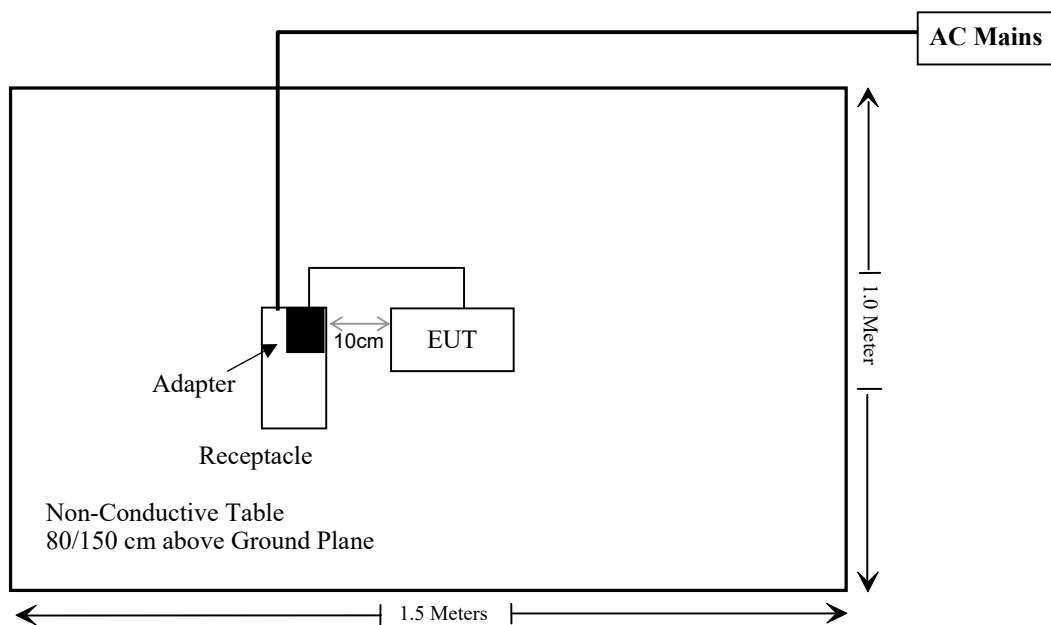 AC Mains
1.0 Meter
10cm
EUT
Adapter
Receptacle
Non-Conductive Table
80/150 cm above Ground Plane
1.5 Meters